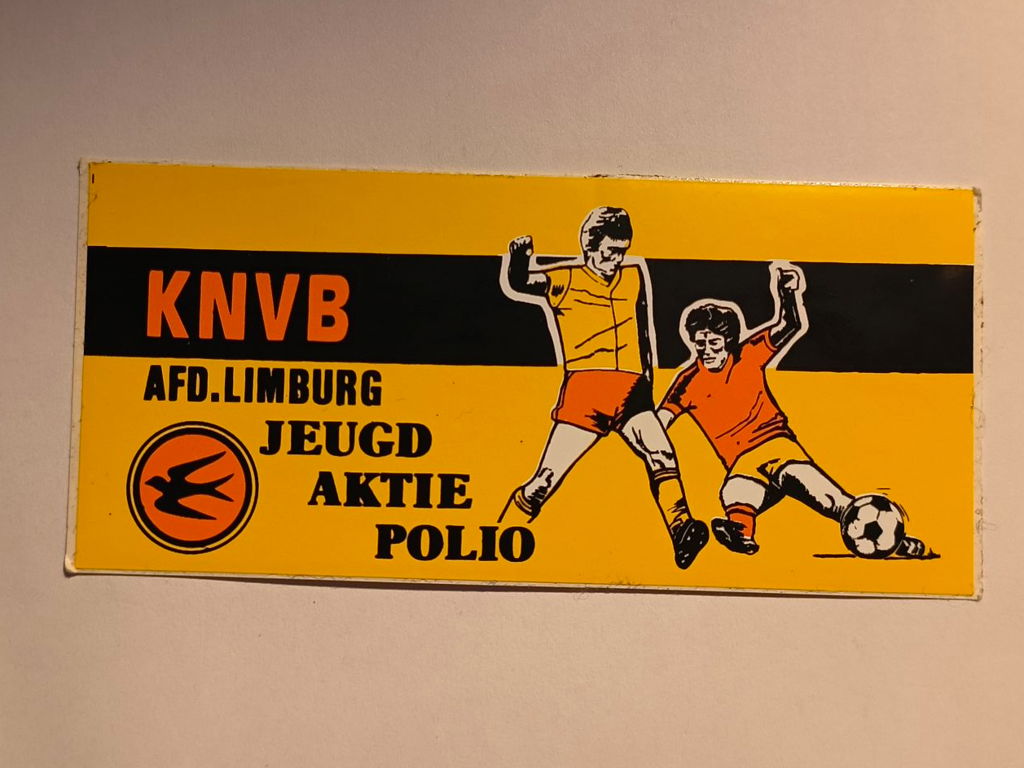 KNVB
AFD.LIMBURG
JEUGD
AKTIE
POLIO